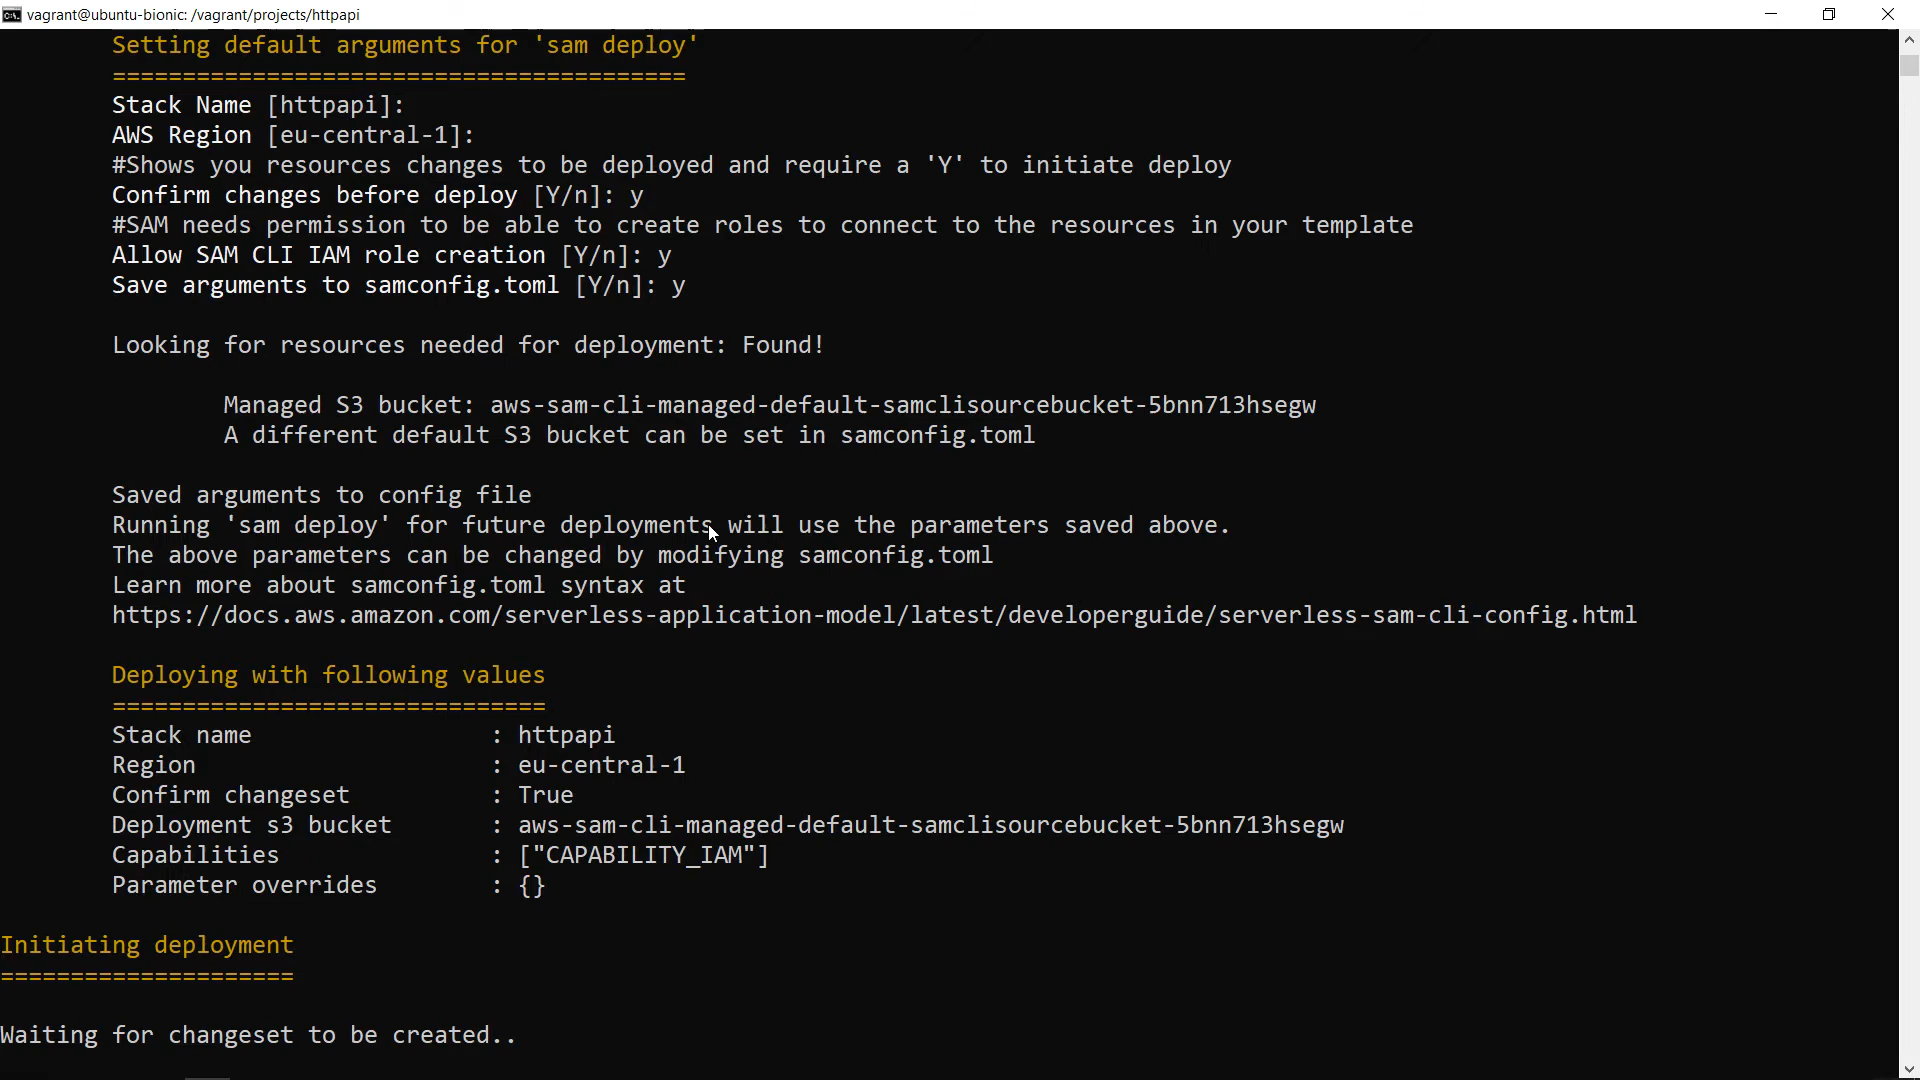 vagrant@ubuntu-bionic: /vagrant/projects/httpapi
Setting default arguments for 'sam deploy'
=========================================
Stack Name [httpapi]:
AWS Region [eu-central-1]:
#Shows you resources changes to be deployed and require a 'Y' to initiate deploy
Confirm changes before deploy [Y/n]: y
#SAM needs permission to be able to create roles to connect to the resources in your template
Allow SAM CLI IAM role creation [Y/n]: y
Save arguments to samconfig.toml [Y/n]: y
Looking for resources needed for deployment: Found!
Managed S3 bucket: aws-sam-cli-managed-default-samclisourcebucket-5bnn713hsegw
A different default S3 bucket can be set in samconfig.toml
Saved arguments to config file
Running 'sam deploy' for future deployments will use the parameters saved above.
The above parameters can be changed by modifying samconfig.toml
Learn more about samconfig.toml syntax at
https://docs.aws.amazon.com/serverless-application-model/latest/developerguide/serverless-sam-cli-config.html
Deploying with following values
===============================
Stack name : httpapi
Region : eu-central-1
Confirm changeset : True
Deployment s3 bucket : aws-sam-cli-managed-default-samclisourcebucket-5bnn713hsegw
Capabilities : ["CAPABILITY_IAM"]
Parameter overrides : {}
Initiating deployment
=====================
Waiting for changeset to be created..